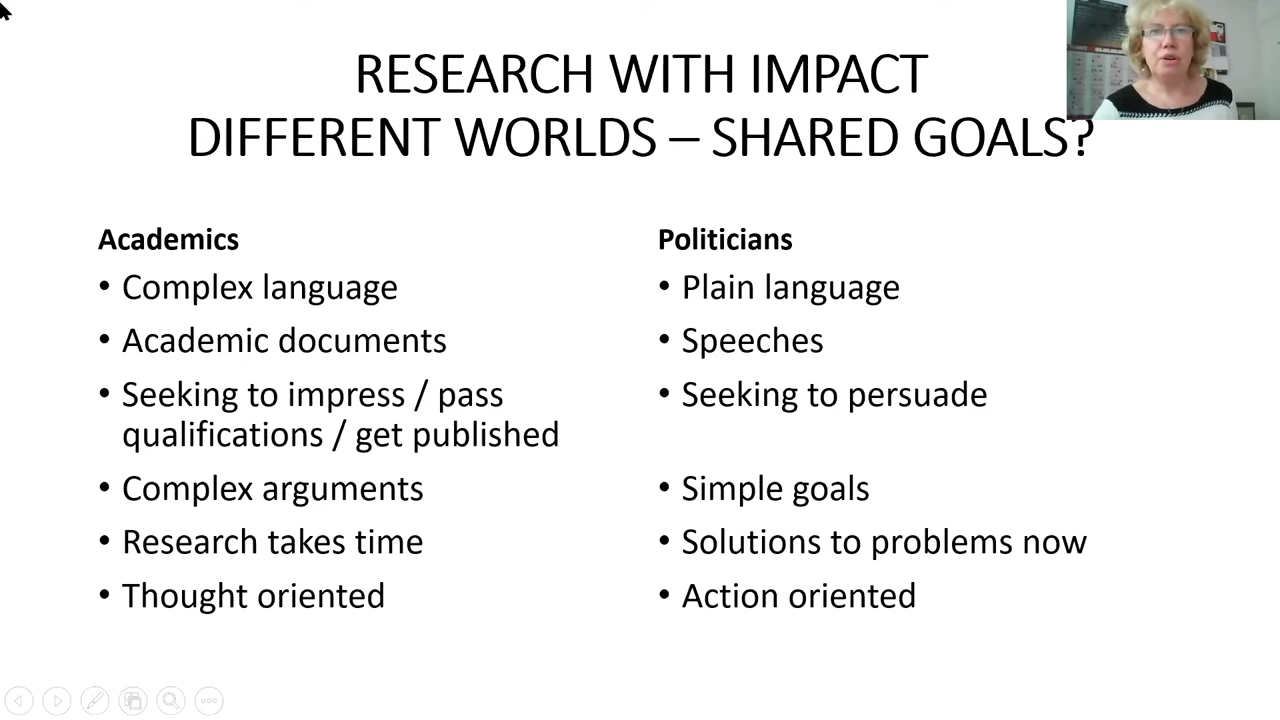 RESEARCH WITH IMPACT
DIFFERENT WORLDS – SHARED GOALS?
Academics
• Complex language
• Academic documents
• Seeking to impress / pass
qualifications / get published
• Complex arguments
• Research takes time
• Thought oriented
Politicians
• Plain language
• Speeches
• Seeking to persuade
• Simple goals
• Solutions to problems now
• Action oriented